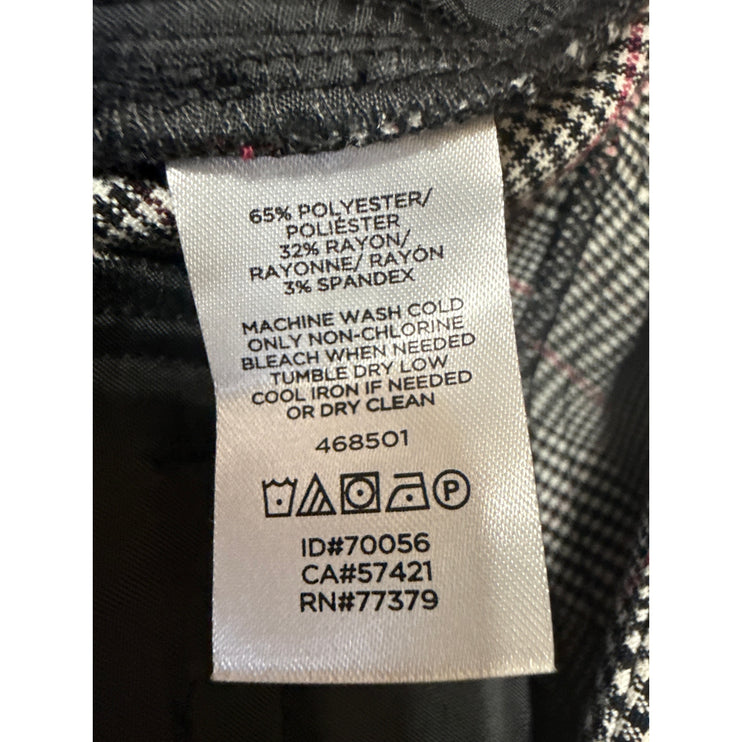 65% POLYESTER/
POLIÉSTER
32% RAYON/
RAYONNE/ RAYÓN
3% SPANDEX
MACHINE WASH COLD
ONLY NON-CHLORINE
BLEACH WHEN NEEDED
TUMBLE DRY LOW
COOL IRON IF NEEDED
OR DRY CLEAN
468501
P
ID#70056
CA#57421
RN#77379